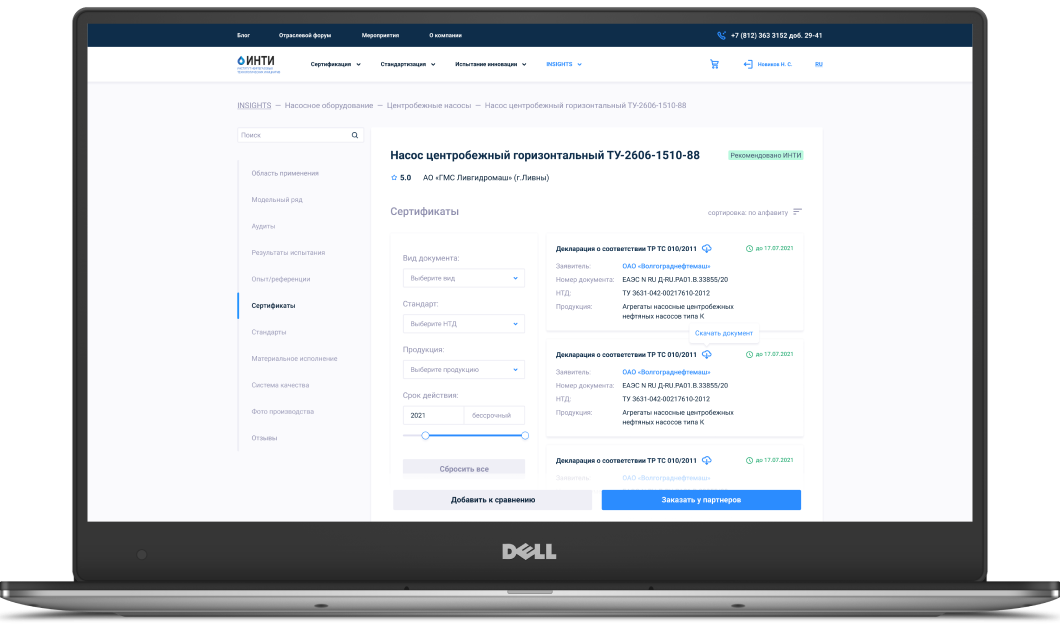 Блог Отраслевой форум Мероприятия О компании +7 (812) 363 3152 доб. 29-41
ИНТИ
Сертификация Стандартизация Испытание инновации INSIGHTS Новиков Н. С. RU
INSIGHTS — Насосное оборудование — Центробежные насосы — Насос центробежный горизонтальный ТУ-2606-1510-88
Поиск
Область применения
Модельный ряд
Аудиты
Результаты испытания
Опыт/референции
Сертификаты
Стандарты
Материальное исполнение
Система качества
Фото производства
Отзывы
Насос центробежный горизонтальный ТУ-2606-1510-88 Рекомендовано ИНТИ
5.0 АО «ГМС Ливгидромаш» (г.Ливны)
Сертификаты сортировка: по алфавиту
Вид документа:
Выберите вид
Стандарт:
Выберите НТД
Продукция:
Выберите продукцию
Срок действия:
2021 бессрочный
Сбросить все
Декларация о соответствии ТР ТС 010/2011 до 17.07.2021
Заявитель: ОАО «Волгограднефтемаш»
Номер документа: ЕАЭС N RU Д-RU.РА01.В.33855/20
НТД: ТУ 3631-042-00217610-2012
Продукция: Агрегаты насосные центробежных
нефтяных насосов типа К
Скачать документ
Декларация о соответствии ТР ТС 010/2011 до 17.07.2021
Заявитель: ОАО «Волгограднефтемаш»
Номер документа: ЕАЭС N RU Д-RU.РА01.В.33855/20
НТД: ТУ 3631-042-00217610-2012
Продукция: Агрегаты насосные центробежных
нефтяных насосов типа К
Декларация о соответствии ТР ТС 010/2011 до 17.07.2021
Заявитель: ОАО «Волгограднефтемаш»
Добавить к сравнению Заказать у партнеров
DELL